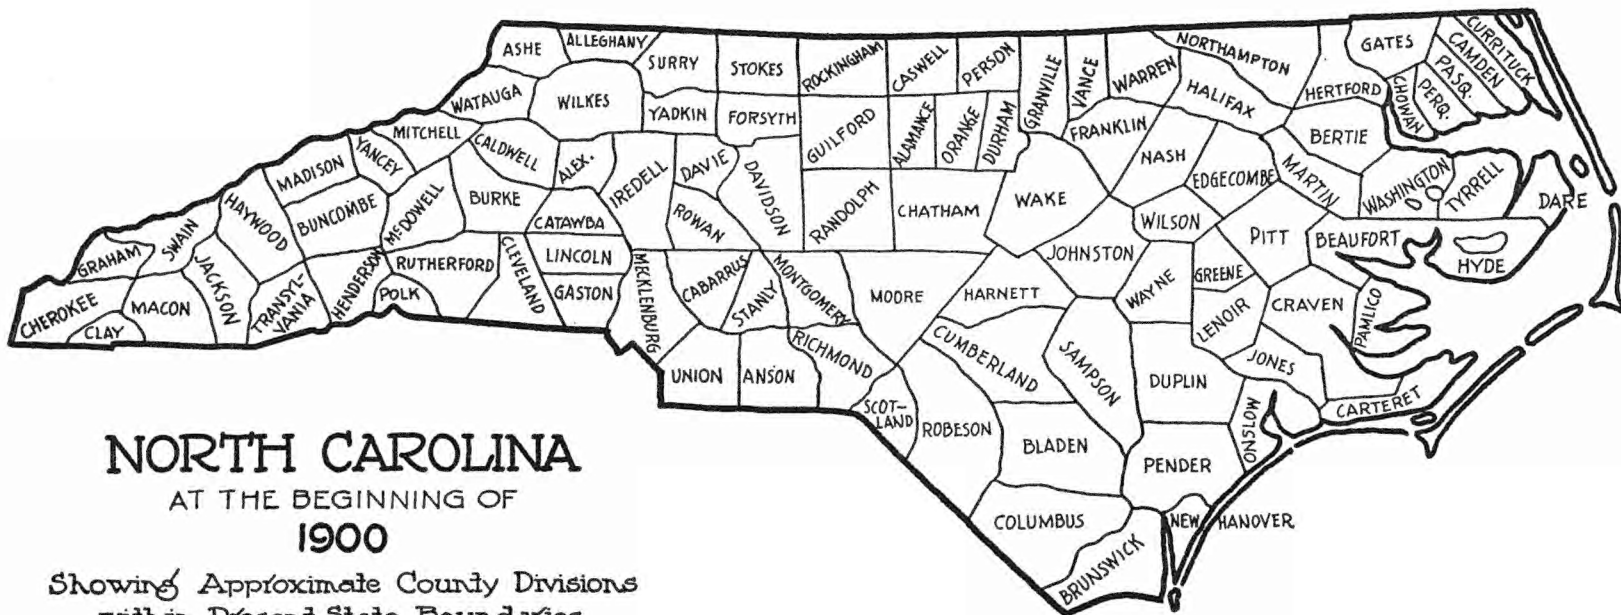 ASHE
ALLEGHANY
SURRY
STOKES
ROCKINGHAM
CASWELL
PERSON
GRANVILLE
VANCE
WARREN
NORTHAMPTON
GATES
CURRITUCK
CAMDEN
PASQ.
PERQ.
CHOWAN
HERTFORD
HALIFAX
BERTIE
WATAUGA
WILKES
YADKIN
FORSYTH
GUILFORD
ALAMANCE
ORANGE
DURHAM
FRANKLIN
NASH
EDGECOMBE
MARTIN
WASHINGTON
TYRRELL
DARE
MITCHELL
YANCEY
MADISON
CALDWELL
ALEX.
IREDELL
DAVIE
DAVIDSON
RANDOLPH
CHATHAM
WAKE
WILSON
PITT
BEAUFORT
HYDE
HAYWOOD
BUNCOMBE
McDOWELL
BURKE
CATAWBA
ROWAN
JOHNSTON
GREENE
GRAHAM
SWAIN
JACKSON
TRANSYL-
VANIA
HENDERSON
RUTHERFORD
POLK
CLEVELAND
LINCOLN
GASTON
MECKLENBURG
CABARRUS
STANLY
MONTGOMERY
MOORE
HARNETT
WAYNE
LENOIR
CRAVEN
PAMLICO
CHEROKEE
CLAY
MACON
UNION
ANSON
RICHMOND
SCOT-
LAND
CUMBERLAND
SAMPSON
DUPLIN
JONES
CARTERET
ONSLOW
ROBESON
BLADEN
PENDER
COLUMBUS
BRUNSWICK
NEW HANOVER
NORTH CAROLINA
AT THE BEGINNING OF
1900
Showing Approximate County Divisions
within Present State Boundaries